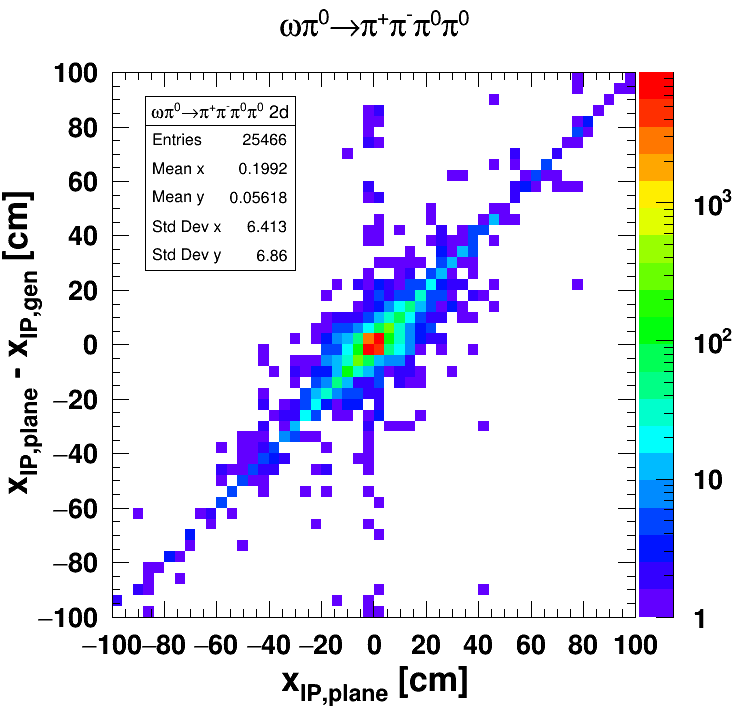 ωπ⁰→π⁺π⁻π⁰π⁰
ωπ⁰→π⁺π⁻π⁰π⁰ 2d
Entries 25466
Mean x 0.1992
Mean y 0.05618
Std Dev x 6.413
Std Dev y 6.86
x_IP,plane - x_IP,gen [cm]
100
80
60
40
20
0
−20
−40
−60
−80
−100
−100 −80 −60 −40 −20 0 20 40 60 80 100
x_IP,plane [cm]
10³
10²
10
1